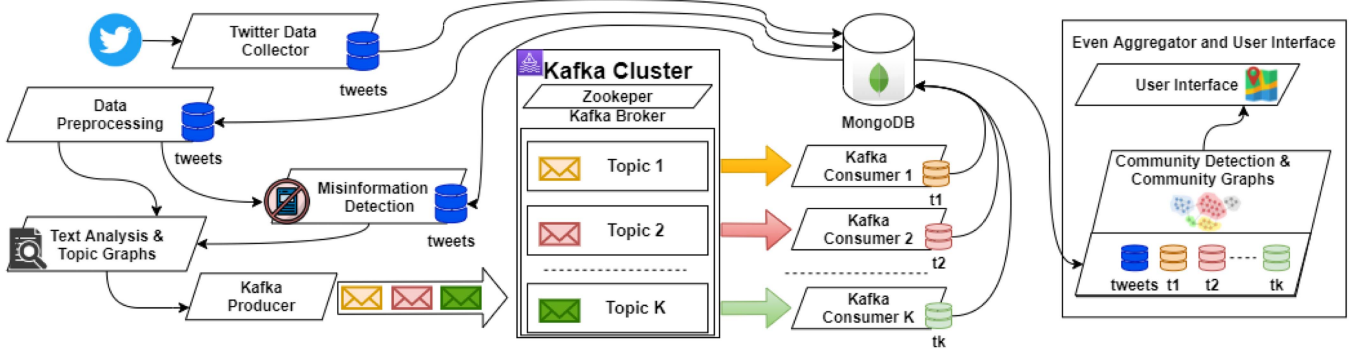 Twitter Data
Collector
tweets
Data
Preprocessing
tweets
Misinformation
Detection
tweets
Text Analysis &
Topic Graphs
Kafka
Producer
Kafka Cluster
Zookeper
Kafka Broker
Topic 1
Topic 2
Topic K
MongoDB
Kafka
Consumer 1
t1
Kafka
Consumer 2
t2
Kafka
Consumer K
tk
Even Aggregator and User Interface
User Interface
Community Detection &
Community Graphs
tweets t1 t2 tk